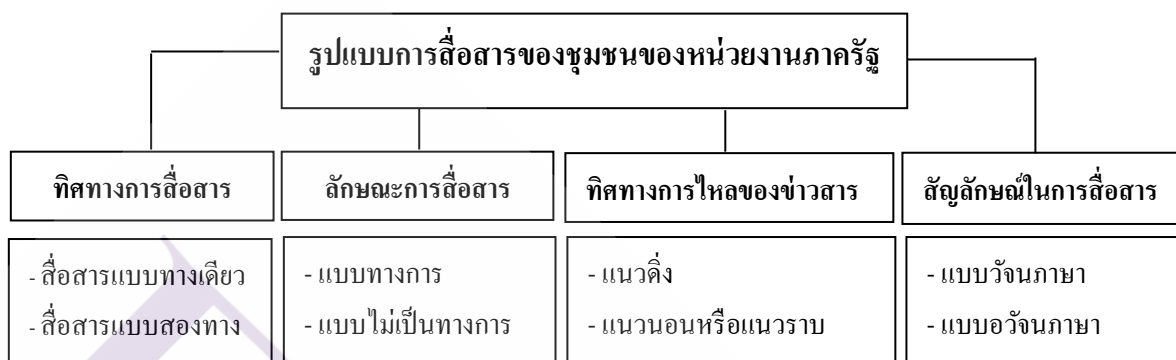 รูปแบบการสื่อสารของชุมชนของหน่วยงานภาครัฐ
ทิศทางการสื่อสาร
- สื่อสารแบบทางเดียว
- สื่อสารแบบสองทาง
ลักษณะการสื่อสาร
- แบบทางการ
- แบบไม่เป็นทางการ
ทิศทางการไหลของข่าวสาร
- แนวดิ่ง
- แนวนอนหรือแนวราบ
สัญลักษณ์ในการสื่อสาร
- แบบวัจนภาษา
- แบบอวัจนภาษา